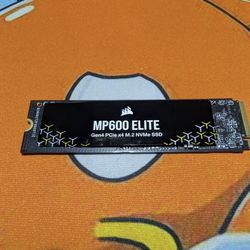 MP600 ELITE
Gen4 PCIe x4 M.2 NVMe SSD